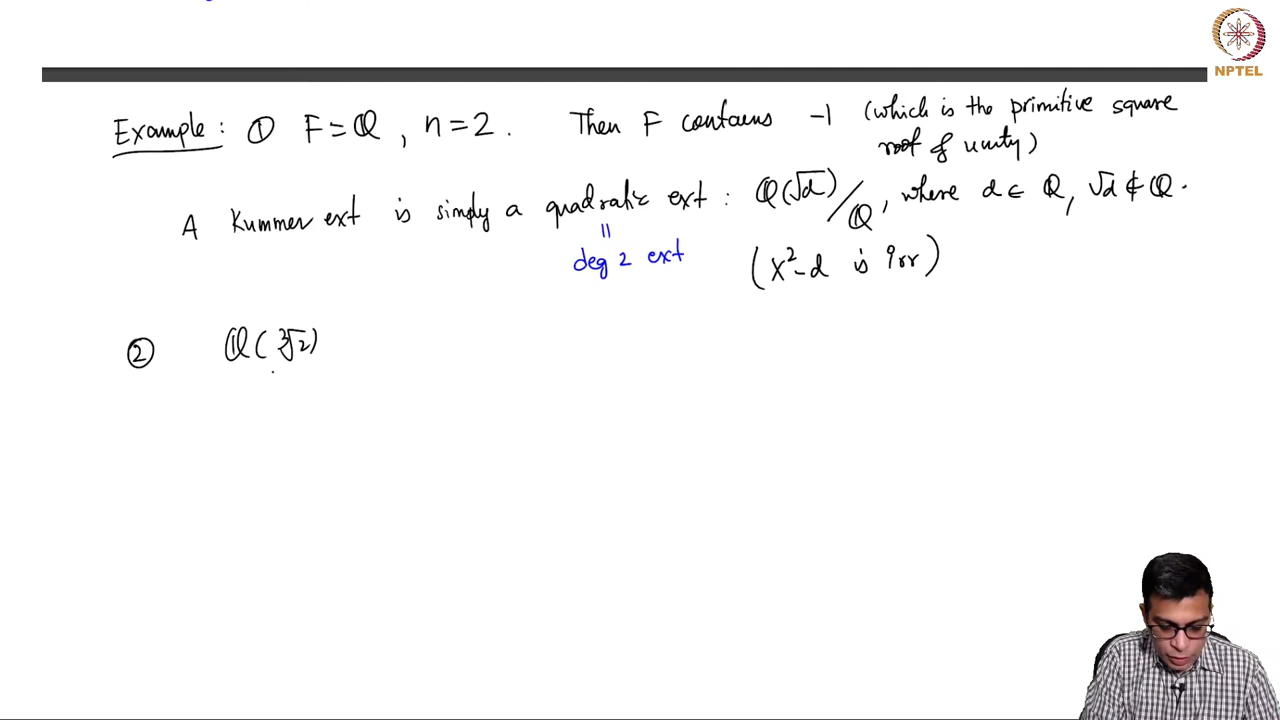 NPTEL
Example: ① F = ℚ, n = 2. Then F contains -1 (which is the primitive square
root of unity)
A Kummer ext is simply a quadratic ext : ℚ(√d)/ℚ, where d ∈ ℚ, √d ∉ ℚ.
||
deg 2 ext (x² - d is irr)
② ℚ(∛2)